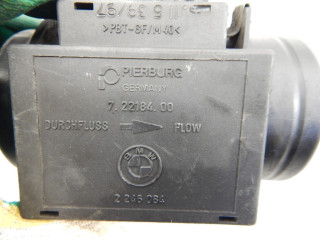 >PBT-GF/M40<
PIERBURG
GERMANY
7.22184.00
DURCHFLUSS FLOW
BMW
2 245 084